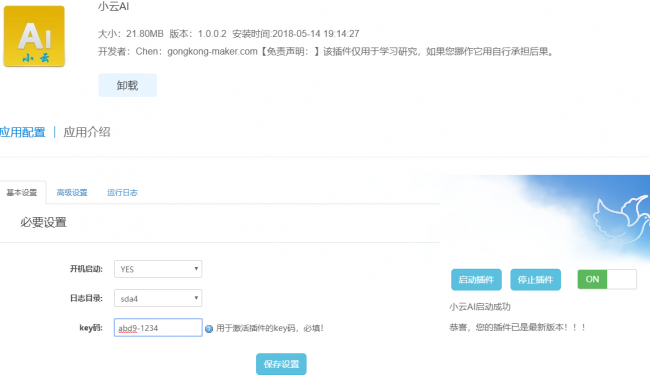 AI
小云
小云AI
大小：21.80MB 版本：1.0.0.2 安装时间:2018-05-14 19:14:27
开发者：Chen：gongkong-maker.com【免责声明：】该插件仅用于学习研究，如果您挪作它用自行承担后果。
卸载
应用配置 | 应用介绍
基本设置 高级设置 运行日志
必要设置
开机启动: YES
日志目录: sda4
key码: abd9-1234 用于激活插件的key码，必填!
保存设置
启动插件 停止插件 ON
小云AI启动成功
恭喜，您的插件已是最新版本！！！